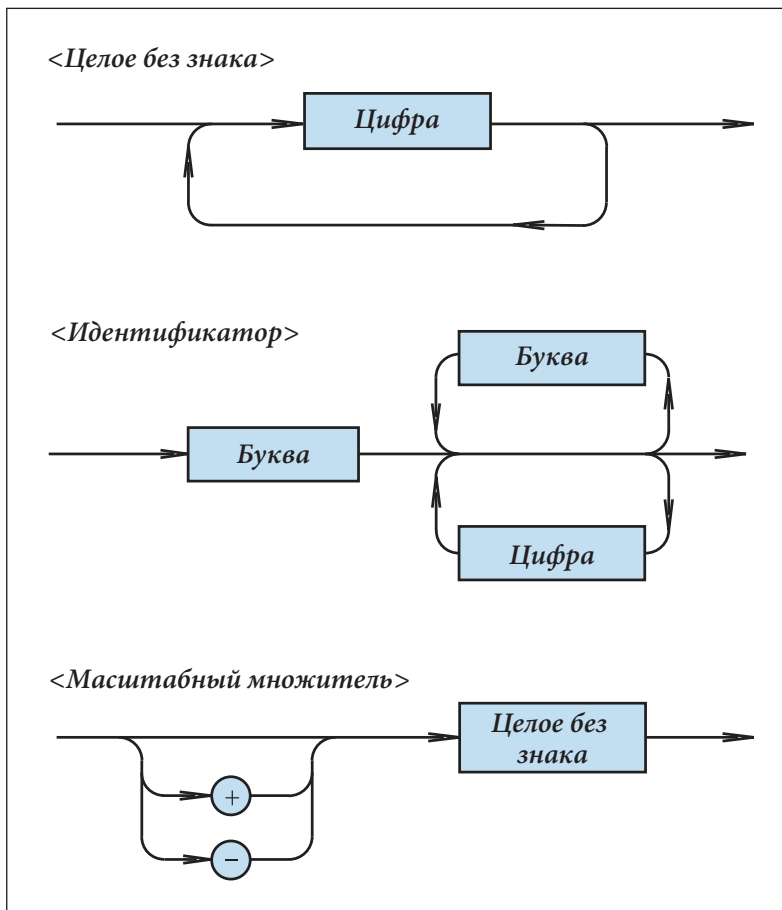 <Целое без знака>
Цифра
<Идентификатор>
Буква
Буква
Цифра
<Масштабный множитель>
Целое без
знака
+
−